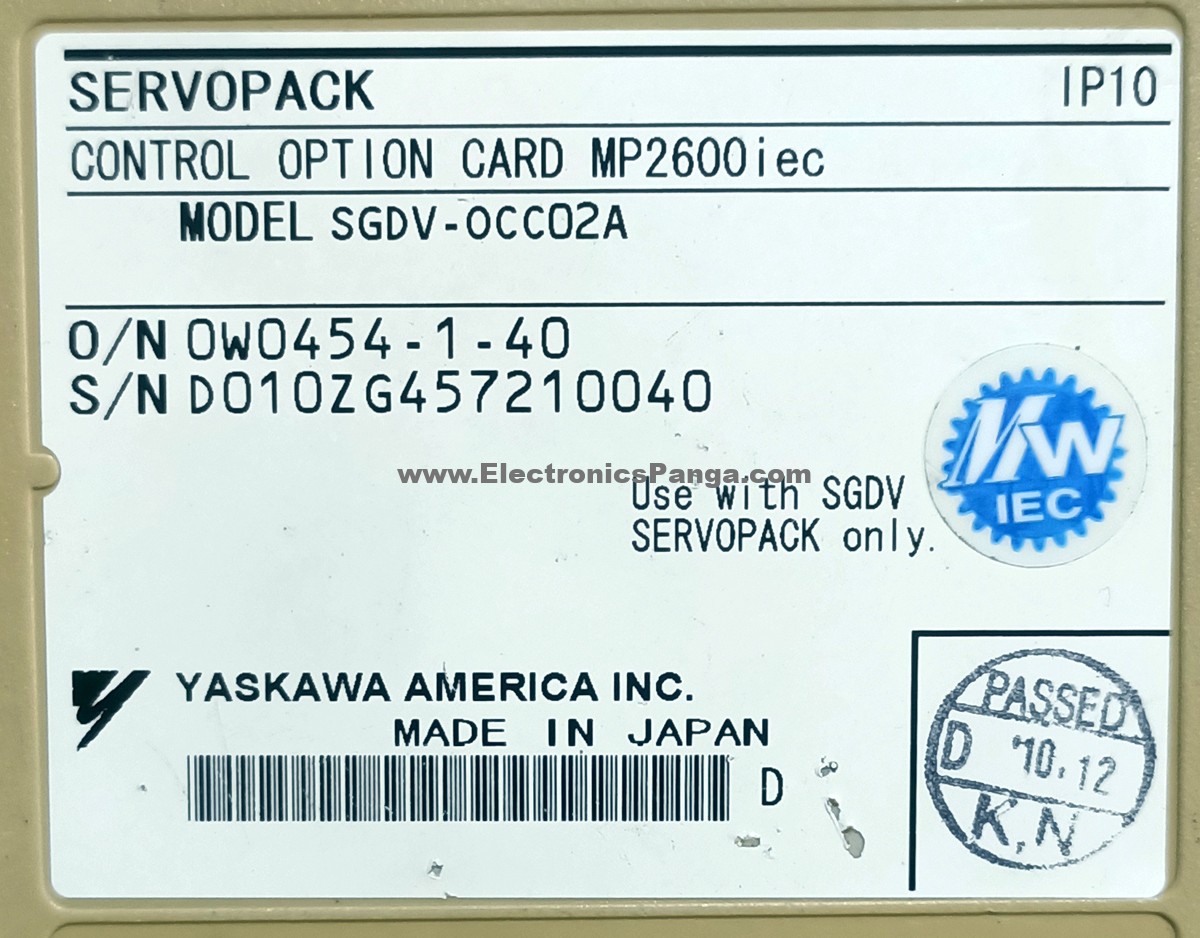 SERVOPACK IP10
CONTROL OPTION CARD MP2600iec
MODEL SGDV-OCC02A
O/N 0W0454-1-40
S/N D010ZG457210040
www.ElectronicsPanga.com
Use with SGDV
SERVOPACK only.
MW
IEC
YASKAWA AMERICA INC.
MADE IN JAPAN
D
PASSED
D '10.12
K.N